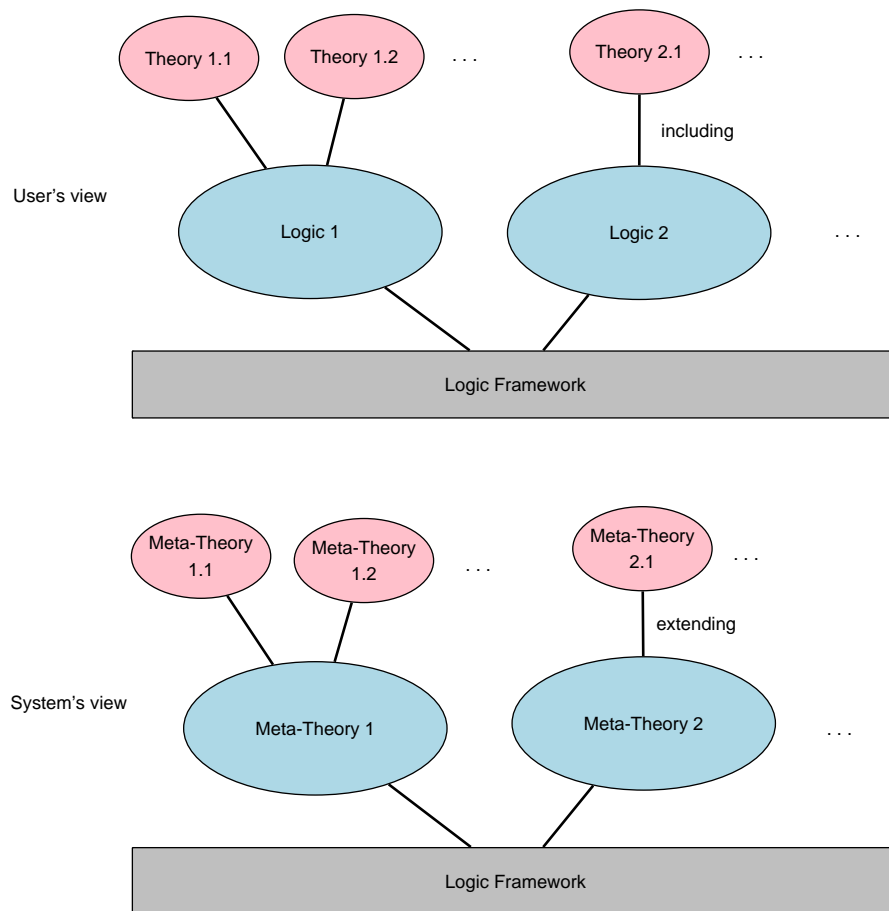 Theory 1.1
Theory 1.2
. . .
Theory 2.1
. . .
including
User's view
Logic 1
Logic 2
. . .
Logic Framework
Meta-Theory
1.1
Meta-Theory
1.2
. . .
Meta-Theory
2.1
. . .
extending
System's view
Meta-Theory 1
Meta-Theory 2
. . .
Logic Framework